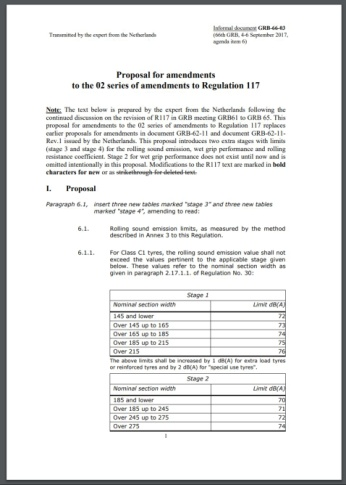 Informal document GRB-66-03
Transmitted by the expert from the Netherlands (66th GRB, 4-6 September 2017,
agenda item 6)
Proposal for amendments
to the 02 series of amendments to Regulation 117
Note: The text below is prepared by the expert from the Netherlands following the
continued discussion on the revision of R117 in GRB meeting GRB61 to GRB 65. This
proposal for amendments to the 02 series of amendments to Regulation 117 replaces
earlier proposals for amendments in document GRB-62-11 and document GRB-62-11-
Rev.1 issued by the Netherlands. This proposal introduces two extra stages with limits
(stage 3 and stage 4) for the rolling sound emission, wet grip performance and rolling
resistance coefficient. Stage 2 for wet grip performance does not exist until now and is
omitted intentionally in this proposal. Modifications to the R117 text are marked in bold
characters for new or as strikethrough for deleted text.
I. Proposal
Paragraph 6.1, insert three new tables marked "stage 3" and three new tables
marked "stage 4", amending to read:
6.1. Rolling sound emission limits, as measured by the method
described in Annex 3 to this Regulation.
6.1.1. For Class C1 tyres, the rolling sound emission value shall not
exceed the values pertinent to the applicable stage given
below. These values refer to the nominal section width as
given in paragraph 2.17.1.1. of Regulation No. 30:
Stage 1
Nominal section width Limit dB(A)
145 and lower 72
Over 145 up to 165 73
Over 165 up to 185 74
Over 185 up to 215 75
Over 215 76
The above limits shall be increased by 1 dB(A) for extra load tyres
or reinforced tyres and by 2 dB(A) for "special use tyres".
Stage 2
Nominal section width Limit dB(A)
185 and lower 70
Over 185 up to 245 71
Over 245 up to 275 72
Over 275 74
1